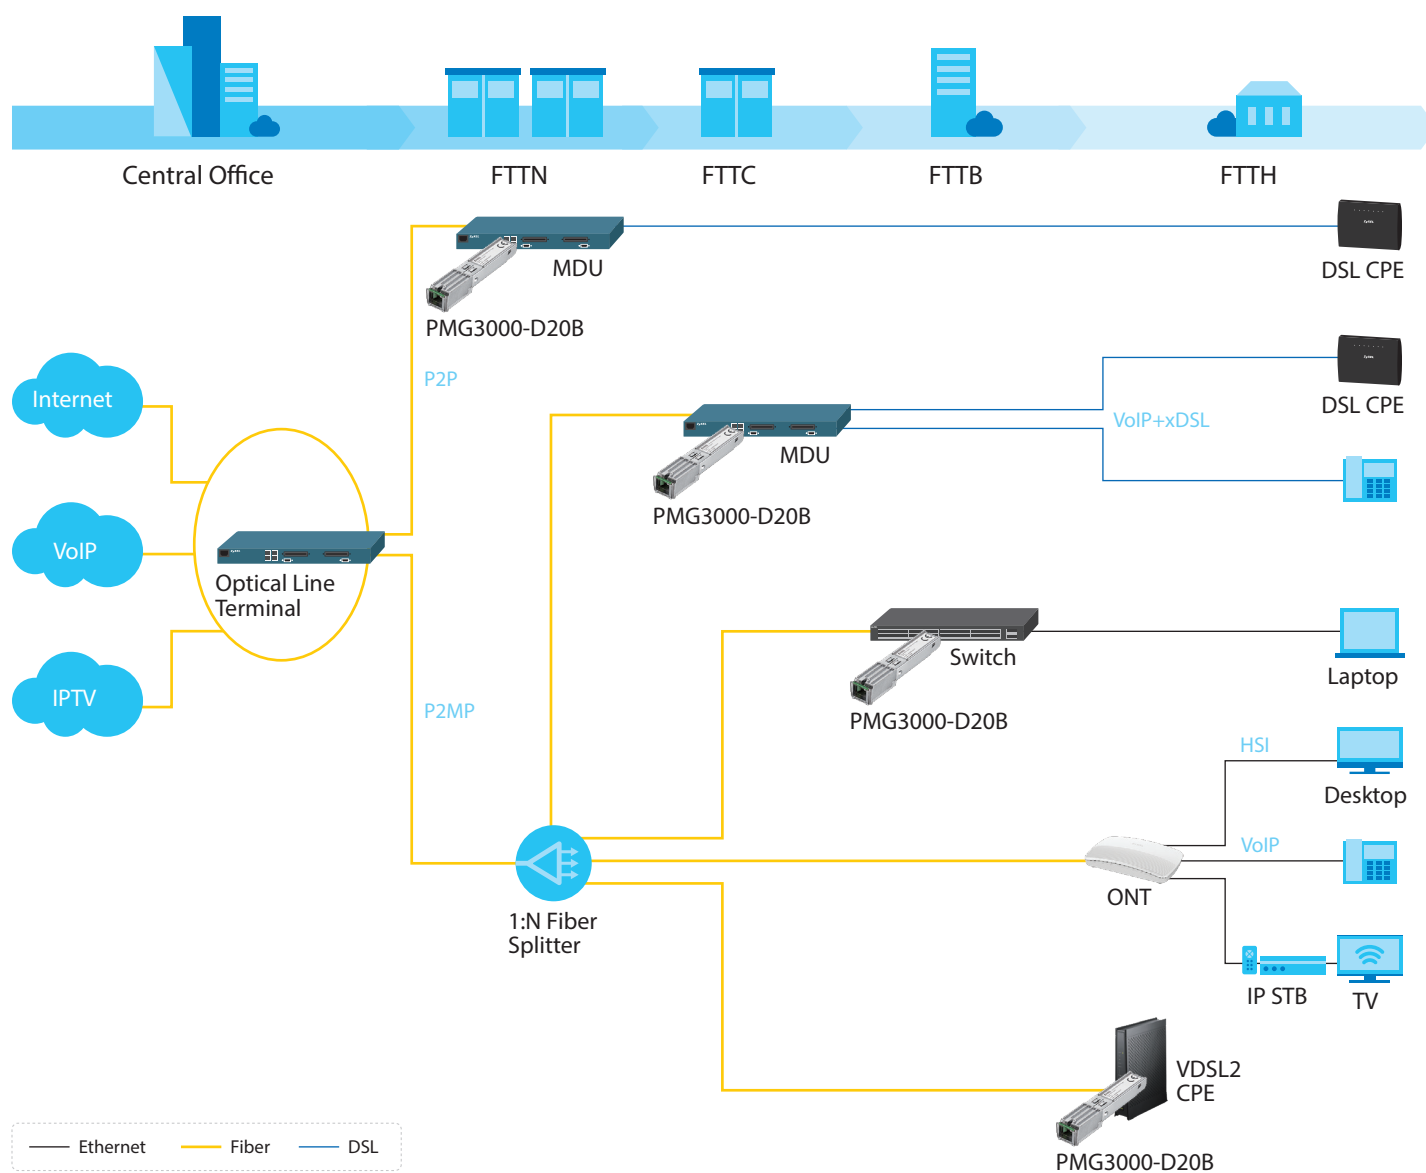 Central Office
FTTN
FTTC
FTTB
FTTH
MDU
DSL CPE
PMG3000-D20B
P2P
Internet
DSL CPE
VoIP+xDSL
MDU
PMG3000-D20B
VoIP
Optical Line
Terminal
Switch
Laptop
IPTV
P2MP
PMG3000-D20B
HSI
Desktop
VoIP
ONT
1:N Fiber
Splitter
IP STB
TV
VDSL2
CPE
PMG3000-D20B
Ethernet
Fiber
DSL